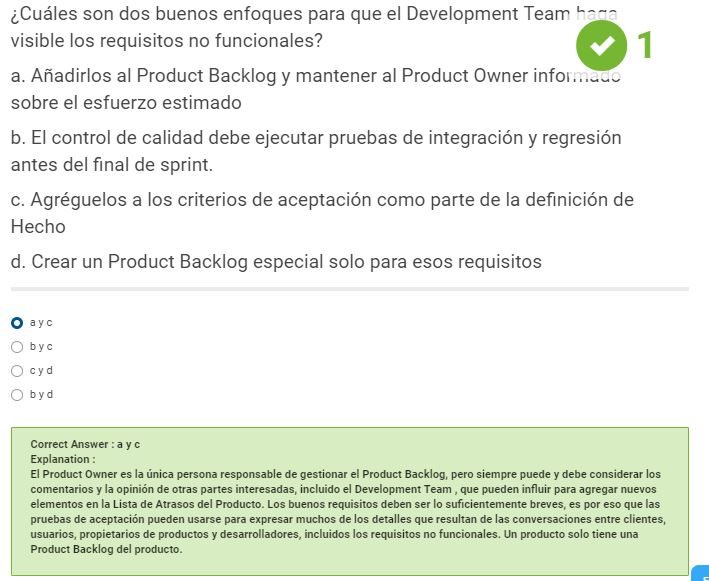 ¿Cuáles son dos buenos enfoques para que el Development Team haga
visible los requisitos no funcionales?
1
a. Añadirlos al Product Backlog y mantener al Product Owner informado
sobre el esfuerzo estimado
b. El control de calidad debe ejecutar pruebas de integración y regresión
antes del final de sprint.
c. Agréguelos a los criterios de aceptación como parte de la definición de
Hecho
d. Crear un Product Backlog especial solo para esos requisitos
a y c
b y c
c y d
b y d
Correct Answer : a y c
Explanation :
El Product Owner es la única persona responsable de gestionar el Product Backlog, pero siempre puede y debe considerar los
comentarios y la opinión de otras partes interesadas, incluido el Development Team , que pueden influir para agregar nuevos
elementos en la Lista de Atrasos del Producto. Los buenos requisitos deben ser lo suficientemente breves, es por eso que las
pruebas de aceptación pueden usarse para expresar muchos de los detalles que resultan de las conversaciones entre clientes,
usuarios, propietarios de productos y desarrolladores, incluidos los requisitos no funcionales. Un producto solo tiene una
Product Backlog del producto.